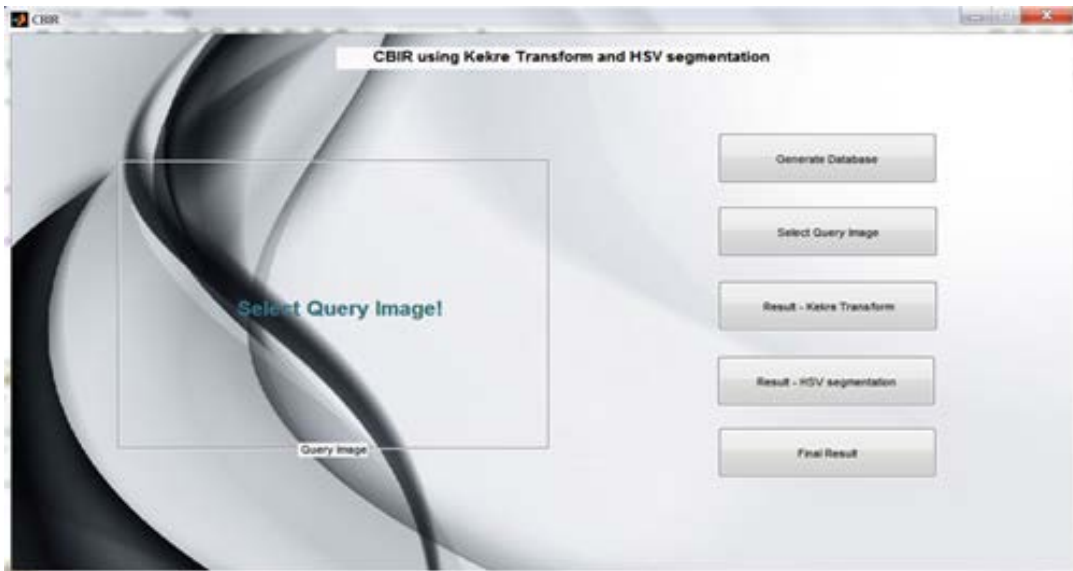 CBIR
CBIR using Kekre Transform and HSV segmentation
Generate Database
Select Query Image
Result - Kekre Transform
Select Query Image!
Result - HSV segmentation
Query Image
Final Result